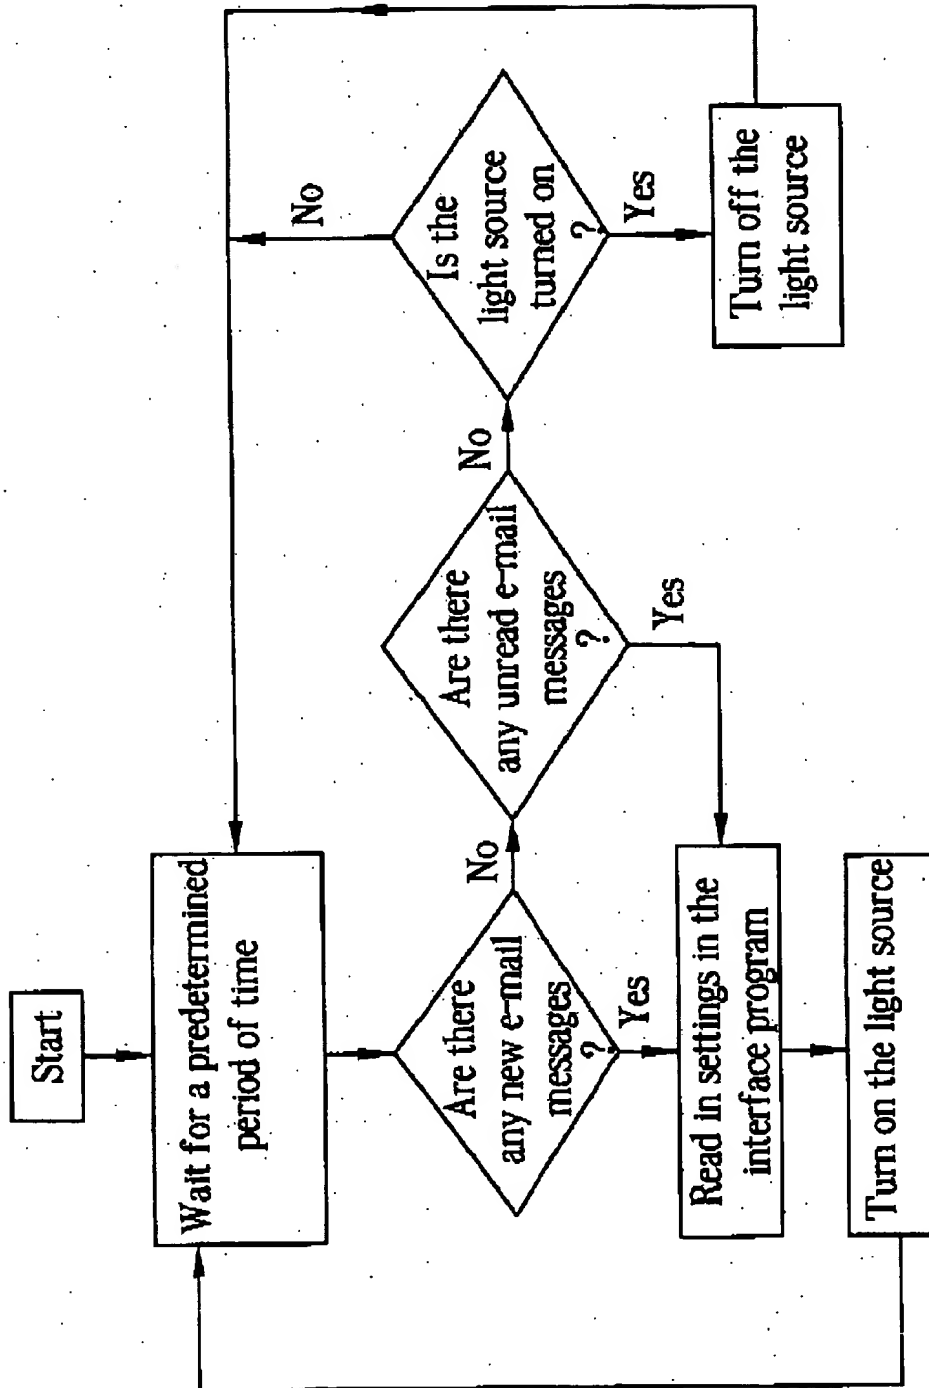 Start
Wait for a predetermined
period of time
Are there
any new e-mail
messages
?
No
Yes
Are there
any unread e-mail
messages
?
No
Yes
Is the
light source
turned on
?
No
Yes
Turn off the
light source
Read in settings in the
interface program
Turn on the light source